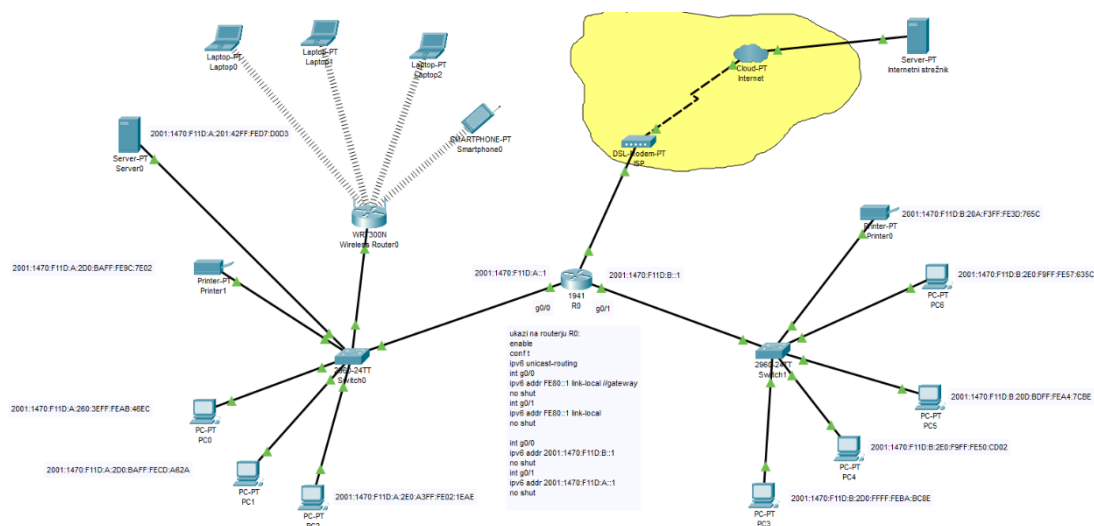 Laptop-PT
Laptop0
Laptop-PT
Laptop1
Laptop-PT
Laptop2
SMARTPHONE-PT
Smartphone0
Cloud-PT
Internet
Server-PT
Internetni strežnik
2001:1470:F11D:A:201:42FF:FED7:D0D3
Server-PT
Server0
DSL-Modem-PT
ISP
WRT300N
Wireless Router0
2001:1470:F11D:B:20A:F3FF:FE3D:765C
Printer-PT
Printer0
2001:1470:F11D:A:2D0:BAFF:FE9C:7E02
Printer-PT
Printer1
2001:1470:F11D:A::1
2001:1470:F11D:B::1
1941
R0
g0/0
g0/1
2001:1470:F11D:B:2E0:F9FF:FE57:635C
PC-PT
PC6
ukazi na routerju R0:
enable
conf t
ipv6 unicast-routing
int g0/0
ipv6 addr FE80::1 link-local //gateway
no shut
int g0/1
ipv6 addr FE80::1 link-local
no shut
int g0/0
ipv6 addr 2001:1470:F11D:B::1
no shut
int g0/1
ipv6 addr 2001:1470:F11D:A::1
no shut
2960-24TT
Switch0
2960-24TT
Switch1
2001:1470:F11D:A:260:3EFF:FEAB:46EC
PC-PT
PC0
2001:1470:F11D:B:20D:BDFF:FEA4:7CBE
PC-PT
PC5
2001:1470:F11D:A:2D0:BAFF:FECD:A62A
PC-PT
PC1
2001:1470:F11D:B:2E0:F9FF:FE50:CD02
PC-PT
PC4
2001:1470:F11D:A:2E0:A3FF:FE02:1EAE
PC-PT
PC2
2001:1470:F11D:B:2D0:FFFF:FEBA:BC8E
PC-PT
PC3